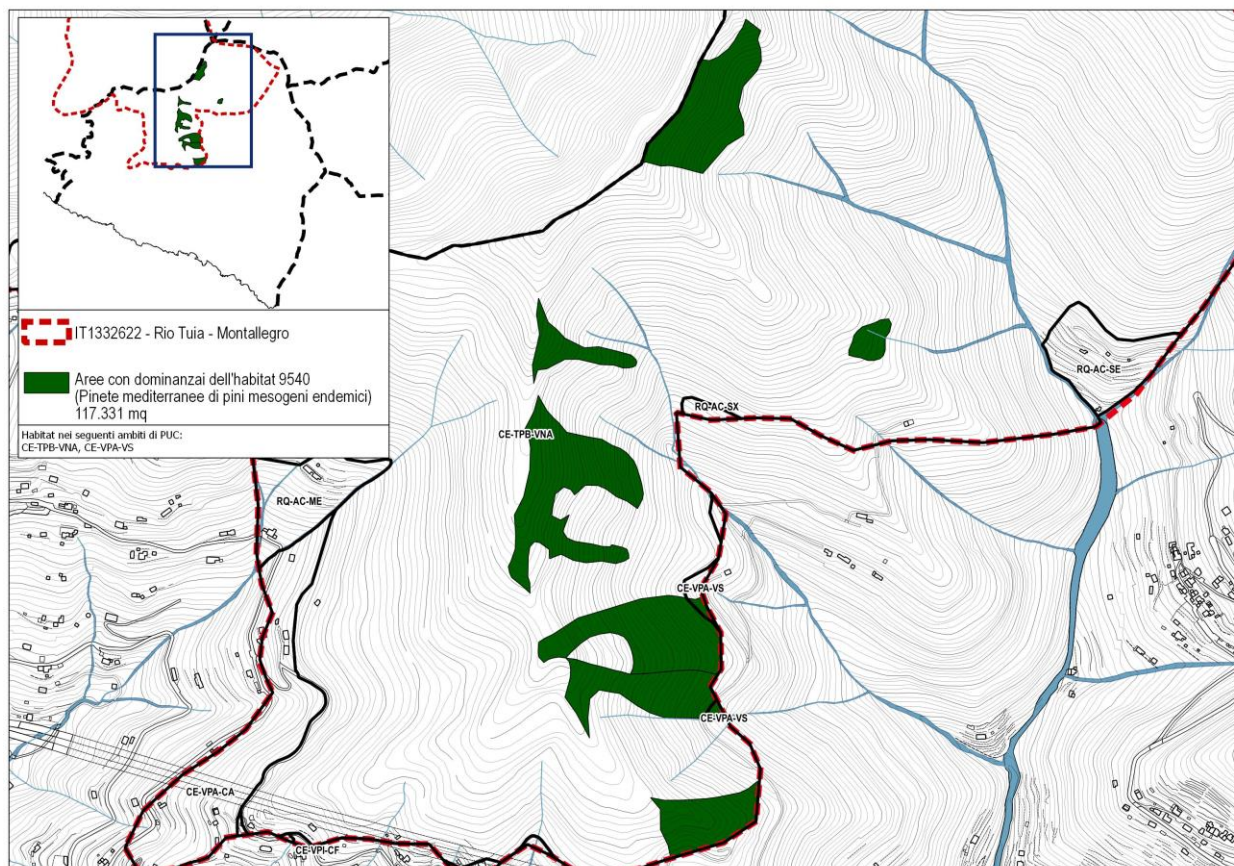 IT1332622 - Rio Tuia - Montallegro
Aree con dominanzai dell'habitat 9540
(Pinete mediterranee di pini mesogeni endemici)
117.331 mq
Habitat nei seguenti ambiti di PUC:
CE-TPB-VNA, CE-VPA-VS
RQ-AC-SE
RQ-AC-SX
CE-TPB-VNA
RQ-AC-ME
CE-VPA-VS
CE-VPA-VS
CE-VPA-CA
CE-VPI-CF